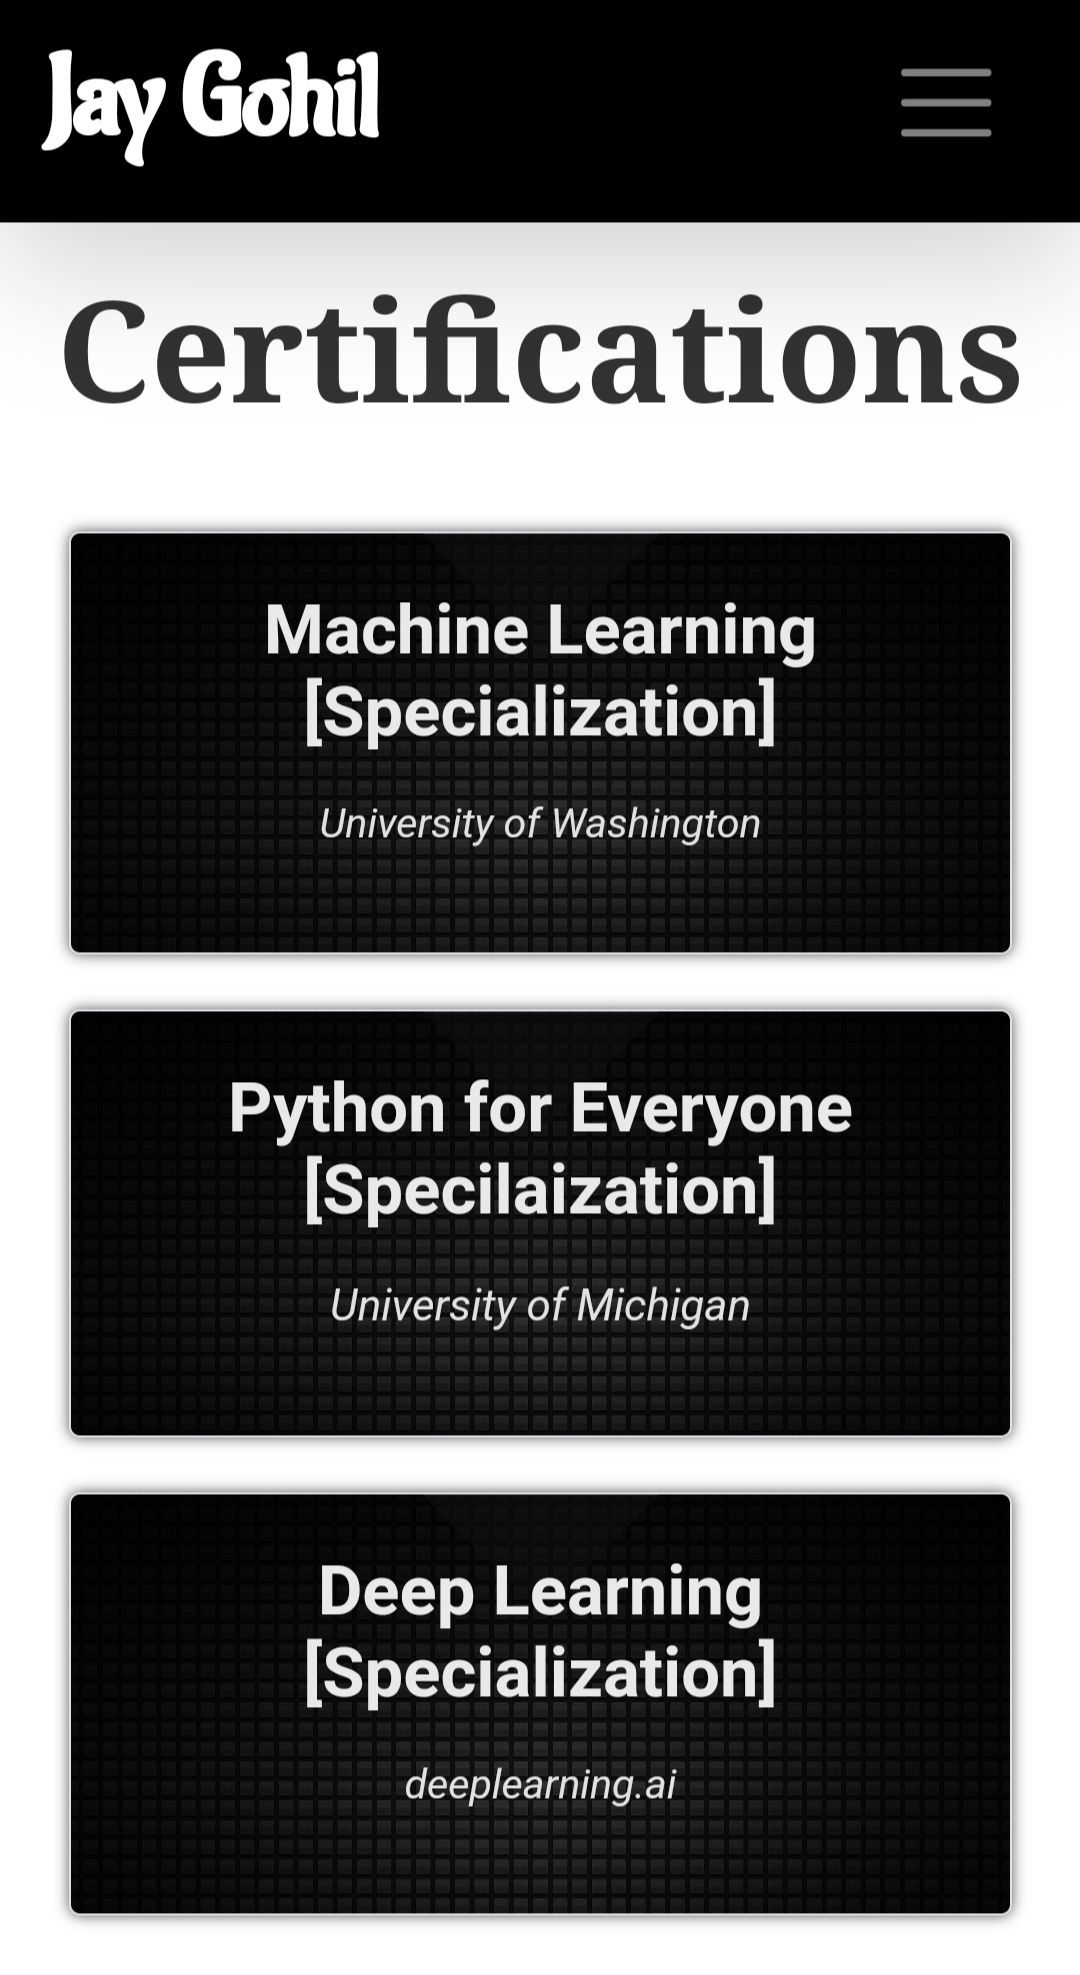 Jay Gohil
Certifications
Machine Learning
[Specialization]
University of Washington
Python for Everyone
[Specilaization]
University of Michigan
Deep Learning
[Specialization]
deeplearning.ai